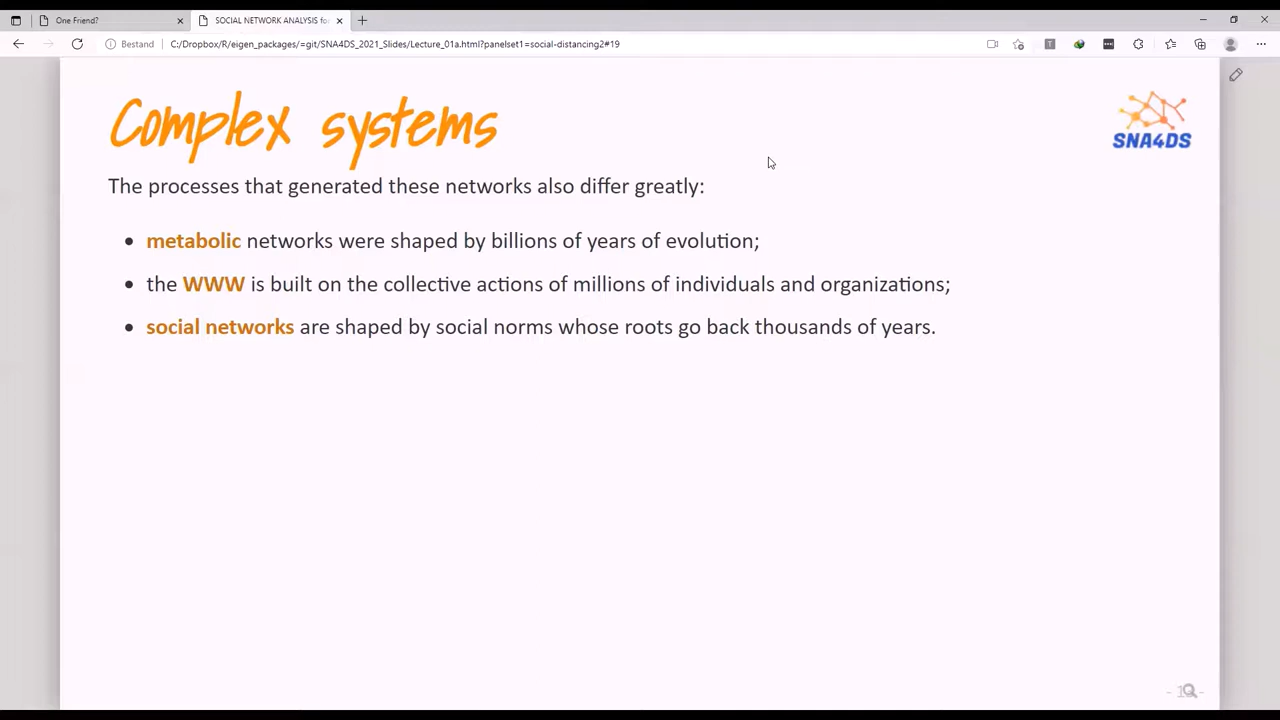 One Friend?
SOCIAL NETWORK ANALYSIS for
Bestand
C:/Dropbox/R/eigen_packages/=git/SNA4DS_2021_Slides/Lecture_01a.html?panelset1=social-distancing2#19
Complex systems
SNA4DS
The processes that generated these networks also differ greatly:
• metabolic networks were shaped by billions of years of evolution;
• the WWW is built on the collective actions of millions of individuals and organizations;
• social networks are shaped by social norms whose roots go back thousands of years.